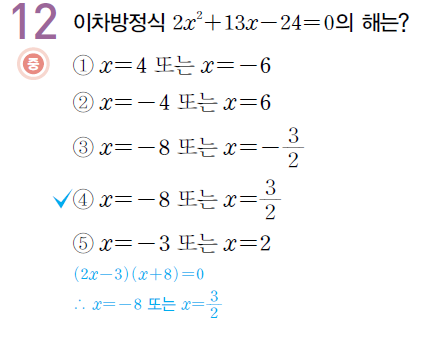 12 이차방정식 2x²+13x−24=0의 해는?
중
① x=4 또는 x=−6
② x=−4 또는 x=6
③ x=−8 또는 x=−3/2
④ x=−8 또는 x=3/2
⑤ x=−3 또는 x=2
(2x−3)(x+8)=0
∴ x=−8 또는 x=3/2